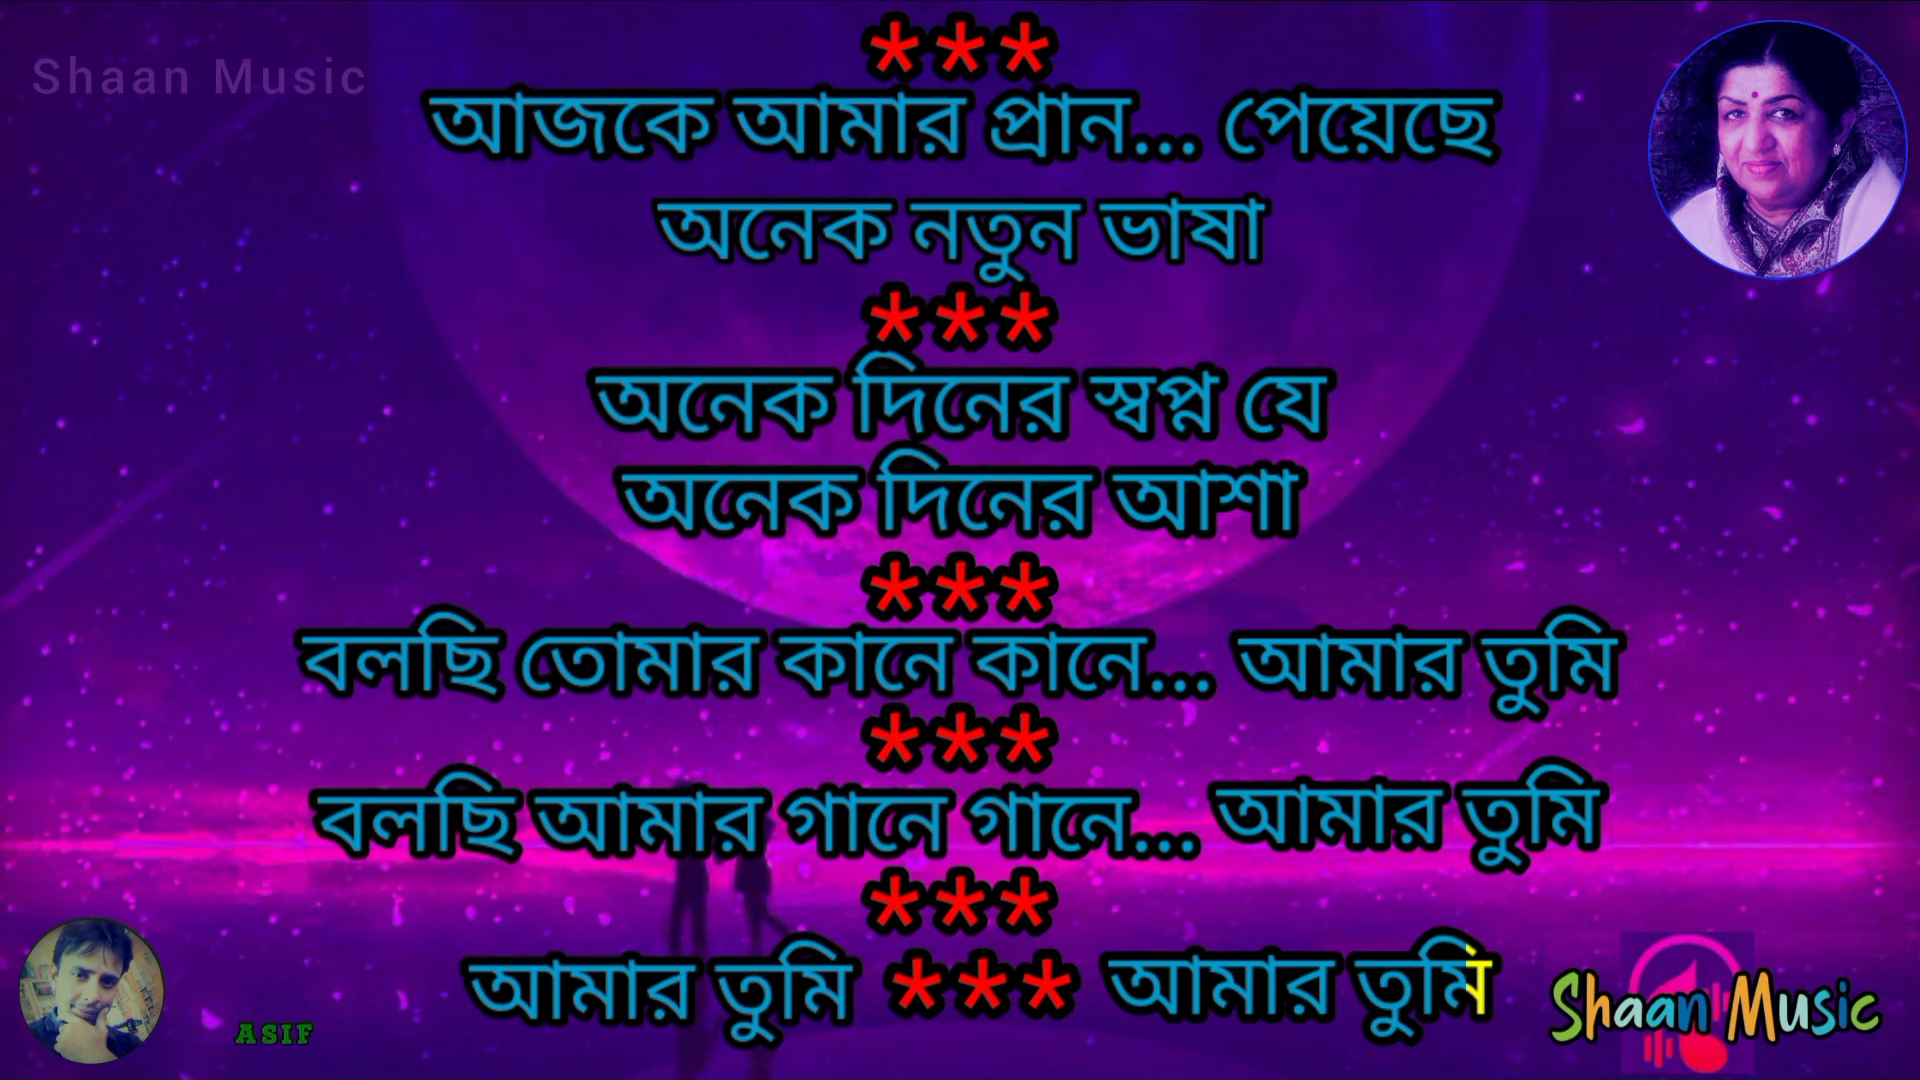 Shaan Music
***
আজকে আমার প্রান... পেয়েছে
অনেক নতুন ভাষা
***
অনেক দিনের স্বপ্ন যে
অনেক দিনের আশা
***
বলছি তোমার কানে কানে... আমার তুমি
***
বলছি আমার গানে গানে... আমার তুমি
***
আমার তুমি *** আমার তুমি
ASIF
Shaan Music